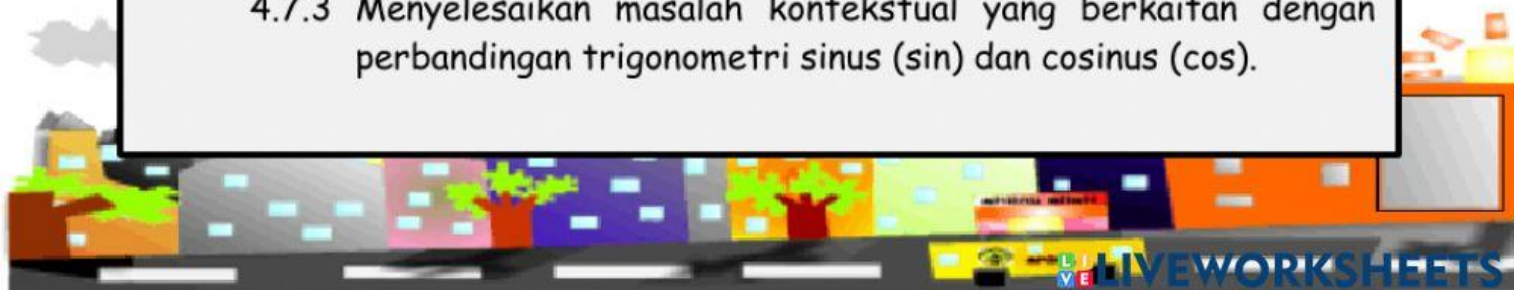 4.7.3 Menyelesaikan masalah kontekstual yang berkaitan dengan
perbandingan trigonometri sinus (sin) dan cosinus (cos).
LIVEWORKSHEETS